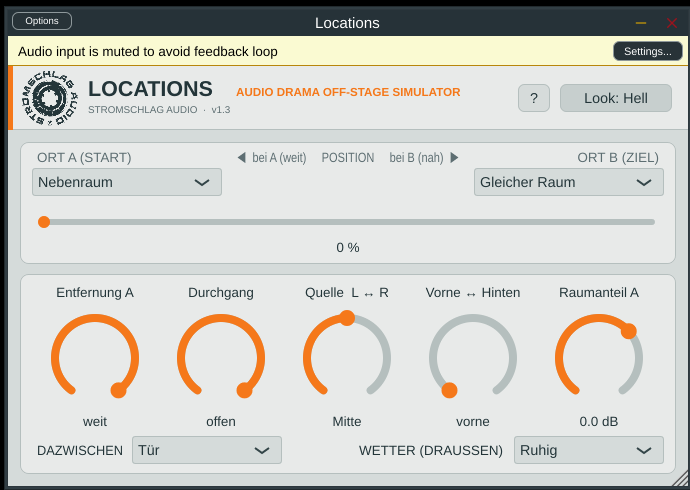 Options
Locations
Audio input is muted to avoid feedback loop
Settings...
STROMSCHLAG AUDIO
LOCATIONS
AUDIO DRAMA OFF-STAGE SIMULATOR
STROMSCHLAG AUDIO · v1.3
?
Look: Hell
ORT A (START)
◀ bei A (weit) POSITION bei B (nah) ▶
ORT B (ZIEL)
Nebenraum
Gleicher Raum
0 %
Entfernung A
Durchgang
Quelle L ↔ R
Vorne ↔ Hinten
Raumanteil A
weit
offen
Mitte
vorne
0.0 dB
DAZWISCHEN
Tür
WETTER (DRAUSSEN)
Ruhig